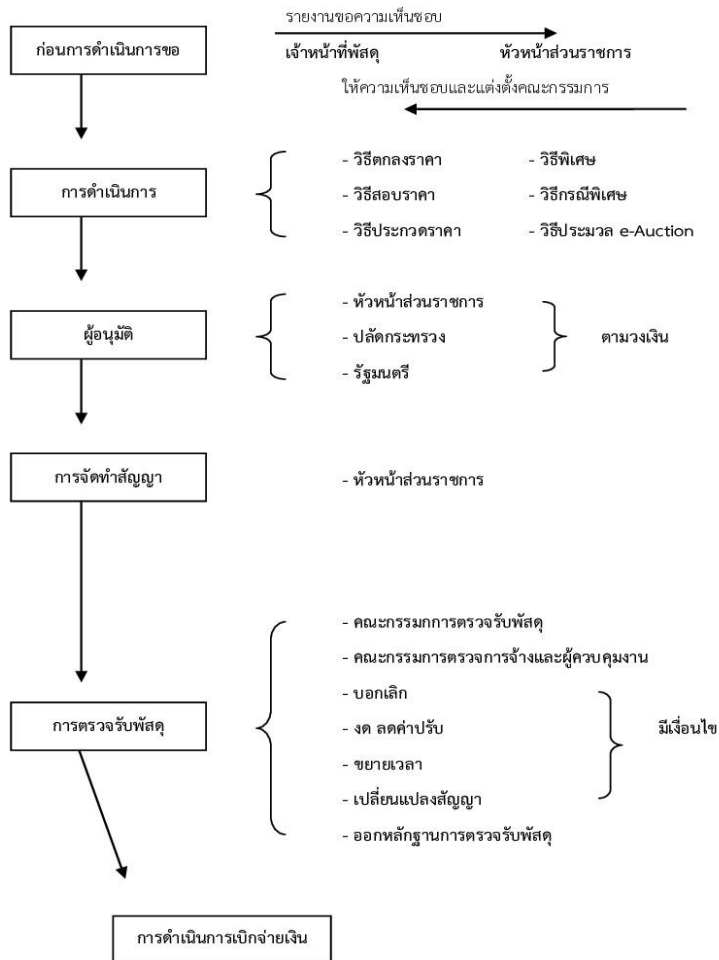 รายงานขอความเห็นชอบ
ก่อนการดำเนินการขอ
เจ้าหน้าที่พัสดุ หัวหน้าส่วนราชการ
ให้ความเห็นชอบและแต่งตั้งคณะกรรมการ
- วิธีตกลงราคา - วิธีพิเศษ
การดำเนินการ - วิธีสอบราคา - วิธีกรณีพิเศษ
- วิธีประกวดราคา - วิธีประมวล e-Auction
- หัวหน้าส่วนราชการ
ผู้อนุมัติ - ปลัดกระทรวง ตามวงเงิน
- รัฐมนตรี
การจัดทำสัญญา - หัวหน้าส่วนราชการ
- คณะกรรมกการตรวจรับพัสดุ
- คณะกรรมการตรวจการจ้างและผู้ควบคุมงาน
- บอกเลิก
การตรวจรับพัสดุ - งด ลดค่าปรับ มีเงื่อนไข
- ขยายเวลา
- เปลี่ยนแปลงสัญญา
- ออกหลักฐานการตรวจรับพัสดุ
การดำเนินการเบิกจ่ายเงิน